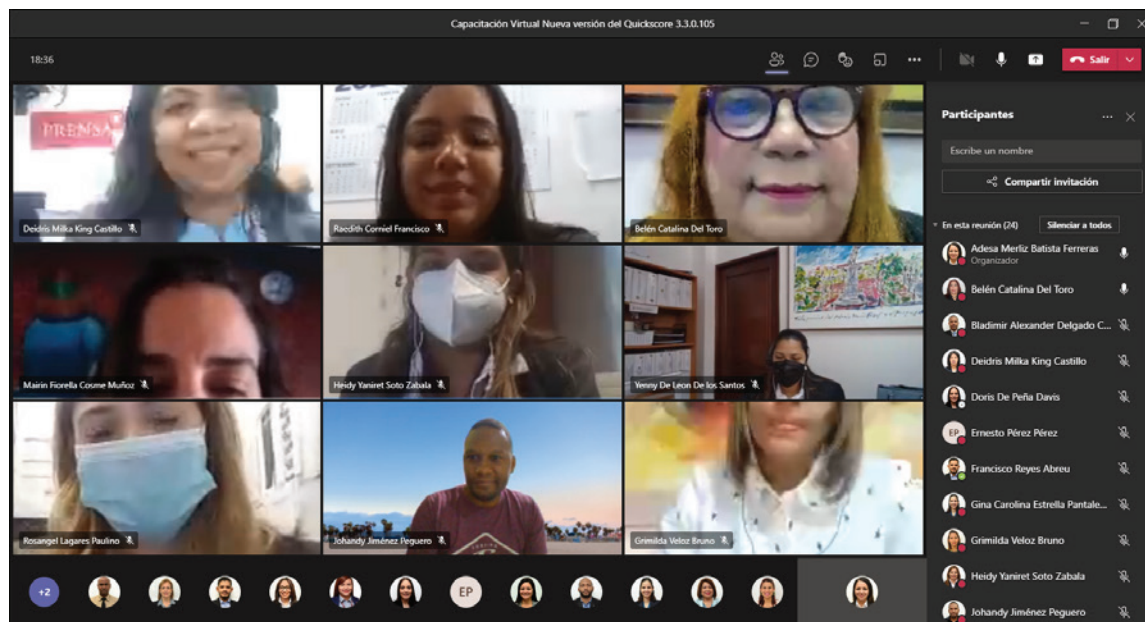 Capacitación Virtual Nueva versión del Quickscore 3.3.0.105
18:36
Salir
PRENSA
Deidris Milka King Castillo
Raedith Corniel Francisco
Belén Catalina Del Toro
Mairin Fiorella Cosme Muñoz
Heidy Yaniret Soto Zabala
Yenny De Leon De los Santos
Rosangel Lagares Paulino
Johandy Jiménez Peguero
Grimilda Veloz Bruno
+2
EP
Participantes
Escribe un nombre
Compartir invitación
En esta reunión (24)
Silenciar a todos
Adesa Merliz Batista Ferreras
Organizador
Belén Catalina Del Toro
Bladimir Alexander Delgado C...
Deidris Milka King Castillo
Doris De Peña Davis
EP Ernesto Pérez Pérez
Francisco Reyes Abreu
Gina Carolina Estrella Pantale...
Grimilda Veloz Bruno
Heidy Yaniret Soto Zabala
Johandy Jiménez Peguero